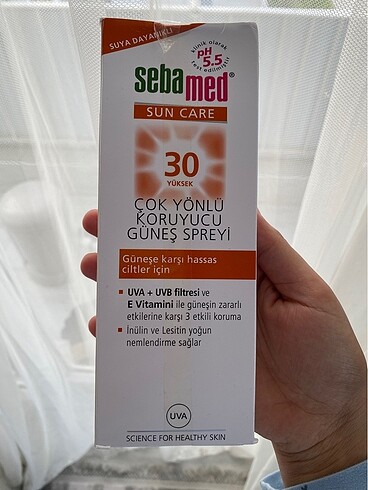 SUYA DAYANIKLI
klinik olarak
pH 5.5
test edilmiştir
sebamed®
SUN CARE
30
YÜKSEK
ÇOK YÖNLÜ
KORUYUCU
GÜNEŞ SPREYİ
Güneşe karşı hassas
ciltler için
UVA + UVB filtresi ve
E Vitamini ile güneşin zararlı
etkilerine karşı 3 etkili koruma
İnülin ve Lesitin yoğun
nemlendirme sağlar
UVA
SCIENCE FOR HEALTHY SKIN